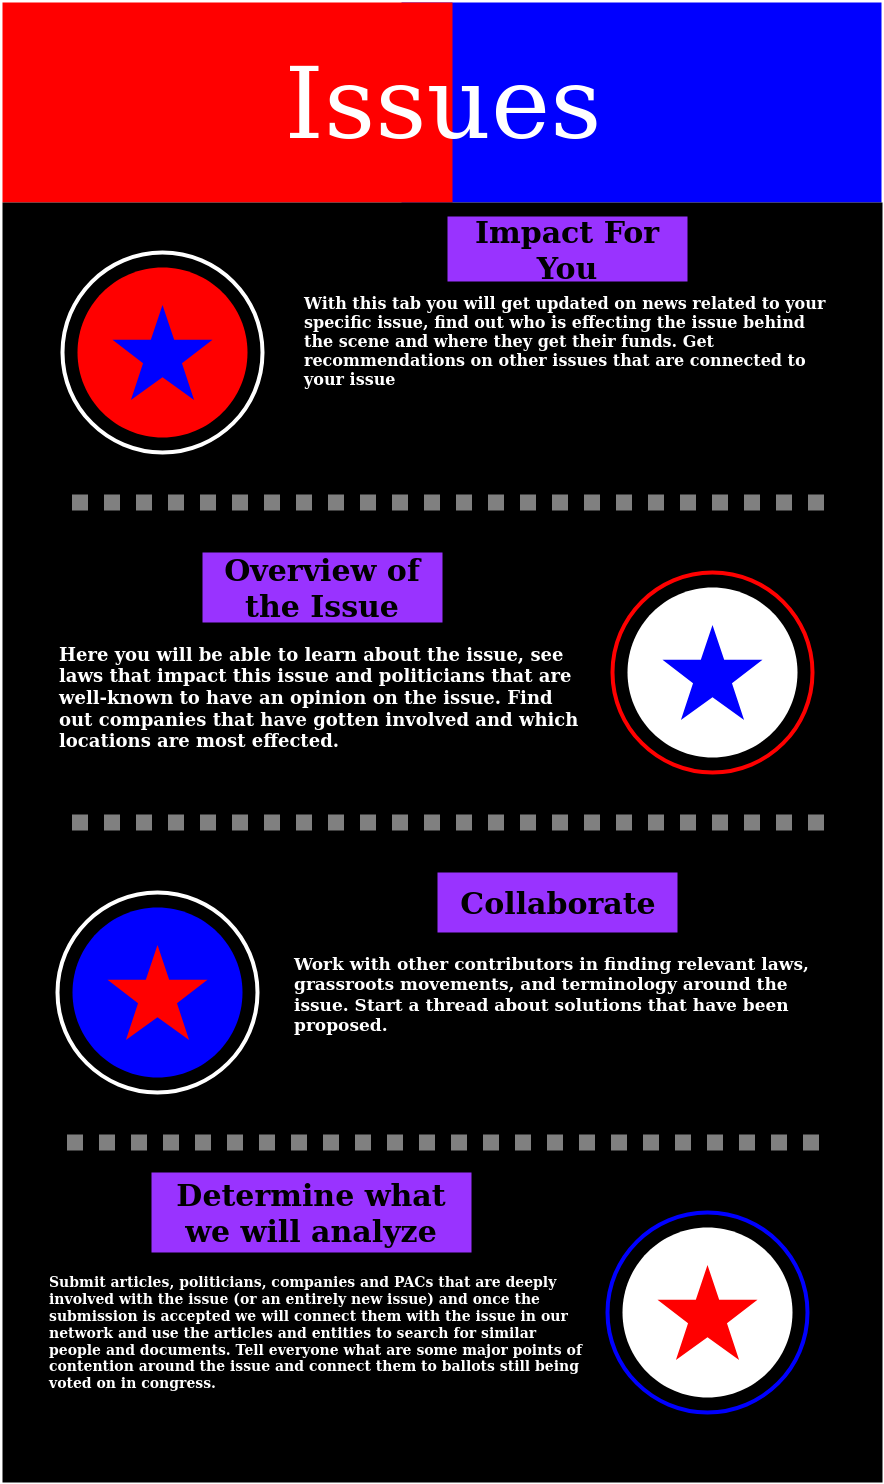 Issues
Impact For
You
With this tab you will get updated on news related to your
specific issue, find out who is effecting the issue behind
the scene and where they get their funds. Get
recommendations on other issues that are connected to
your issue
Overview of
the Issue
Here you will be able to learn about the issue, see
laws that impact this issue and politicians that are
well-known to have an opinion on the issue. Find
out companies that have gotten involved and which
locations are most effected.
Collaborate
Work with other contributors in finding relevant laws,
grassroots movements, and terminology around the
issue. Start a thread about solutions that have been
proposed.
Determine what
we will analyze
Submit articles, politicians, companies and PACs that are deeply
involved with the issue (or an entirely new issue) and once the
submission is accepted we will connect them with the issue in our
network and use the articles and entities to search for similar
people and documents. Tell everyone what are some major points of
contention around the issue and connect them to ballots still being
voted on in congress.